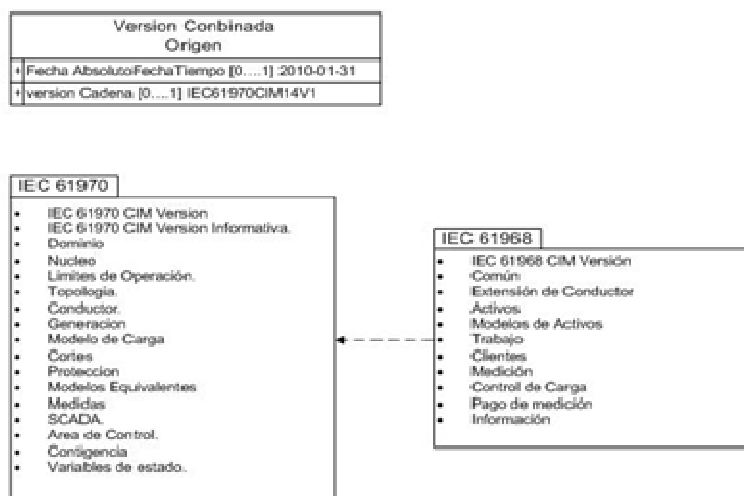 Version Conbinada
Origen
+ Fecha AbsolutoFechaTiempo [0....1] :2010-01-31
+ version Cadena: [0....1] IEC61970CIM14V1
IEC 61970
• IEC 61970 CIM Version
• IEC 61970 CIM Version Informativa.
• Dominio
• Nucleo
• Limites de Operación.
• Topologia.
• Conductor.
• Generacion
• Modelo de Carga
• Cortes
• Proteccion
• Modelos Equivalentes
• Medidas
• SCADA.
• Area de Control.
• Contigencia
• Variables de estado.
IEC 61968
• IEC 61968 CIM Versión
• Común
• Extensión de Conductor
• Activos
• Modelos de Activos
• Trabajo
• Clientes
• Medición
• Control de Carga
• Pago de medición
• Información